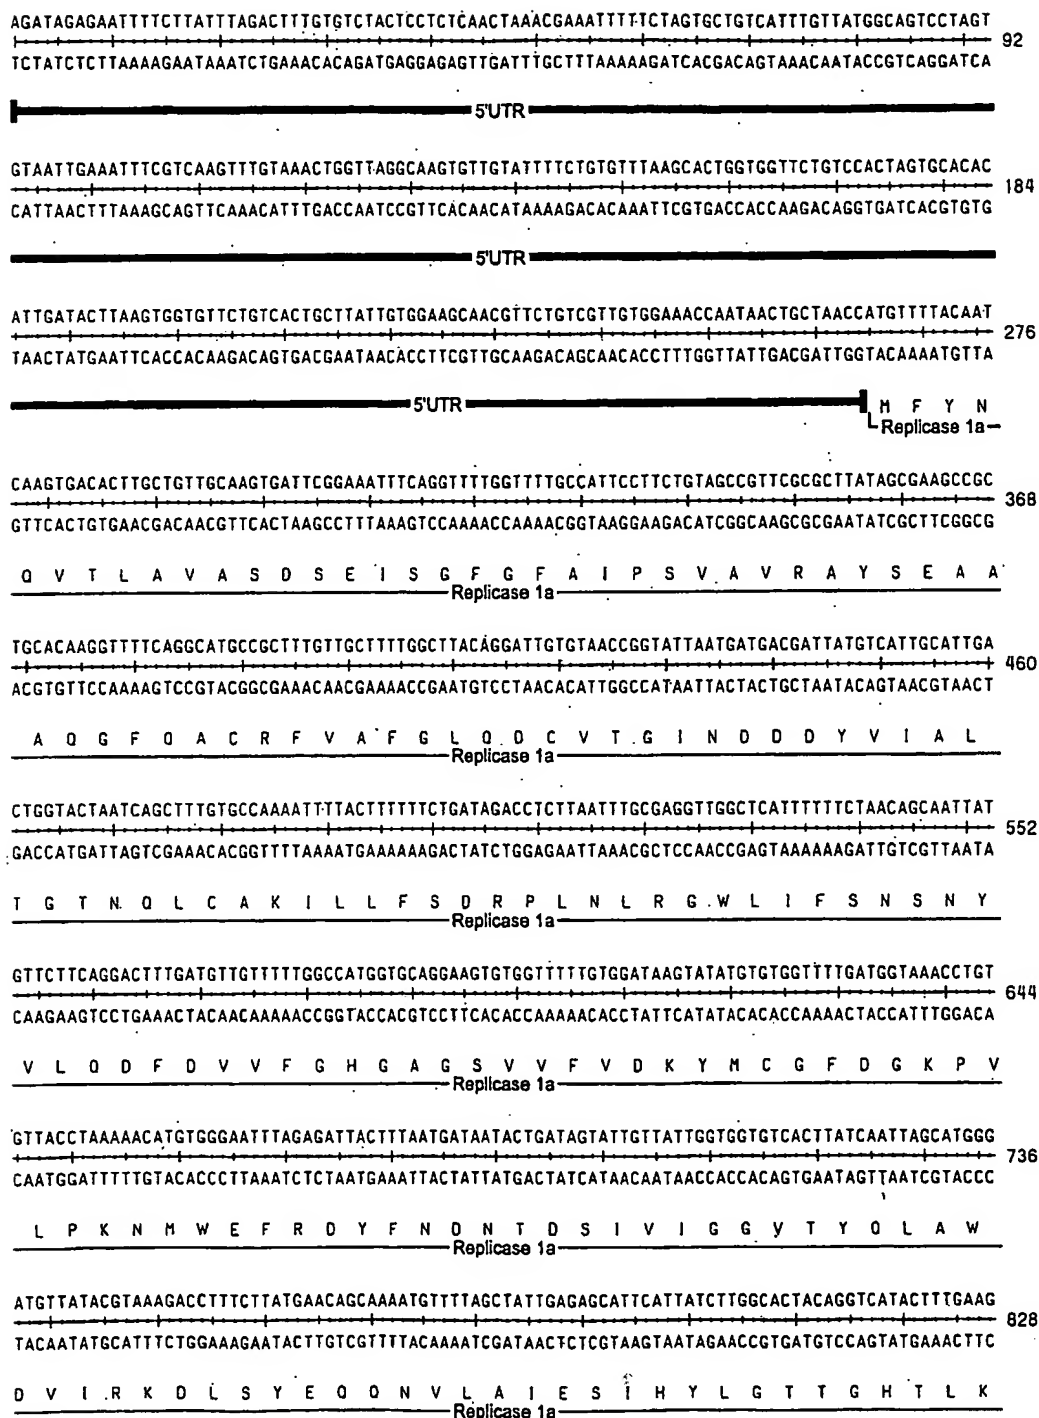 AGATAGAGAATTTTCTTATTTAGACTTTGTGTCTACTCCTCTCAACTAAACGAAATTTTTCTAGTGCTGTCATTTGTTATGGCAGTCCTAGT
92
TCTATCTCTTAAAAGAATAAATCTGAAACACAGATGAGGAGAGTTGATTTGCTTTAAAAAGATCACGACAGTAAACAATACCGTCAGGATCA
5'UTR
GTAATTGAAATTTCGTCAAGTTTGTAAACTGGTTAGGCAAGTGTTGTATTTTCTGTGTTTAAGCACTGGTGGTTCTGTCCACTAGTGCACAC
184
CATTAACTTTAAAGCAGTTCAAACATTTGACCAATCCGTTCACAACATAAAAGACACAAATTCGTGACCACCAAGACAGGTGATCACGTGTG
5'UTR
ATTGATACTTAAGTGGTGTTCTGTCACTGCTTATTGTGGAAGCAACGTTCTGTCGTTGTGGAAACCAATAACTGCTAACCATGTTTTACAAT
276
TAACTATGAATTCACCACAAGACAGTGACGAATAACACCTTCGTTGCAAGACAGCAACACCTTTGGTTATTGACGATTGGTACAAAATGTTA
5'UTR
M F Y N
Replicase 1a
CAAGTGACACTTGCTGTTGCAAGTGATTCGGAAATTTCAGGTTTTGGTTTTGCCATTCCTTCTGTAGCCGTTCGCGCTTATAGCGAAGCCGC
368
GTTCACTGTGAACGACAACGTTCACTAAGCCTTTAAAGTCCAAAACCAAAACGGTAAGGAAGACATCGGCAAGCGCGAATATCGCTTCGGCG
Q V T L A V A S D S E I S G F G F A I P S V A V R A Y S E A A
Replicase 1a
TGCACAAGGTTTTCAGGCATGCCGCTTTGTTGCTTTTGGCTTACAGGATTGTGTAACCGGTATTAATGATGACGATTATGTCATTGCATTGA
460
ACGTGTTCCAAAAGTCCGTACGGCGAAACAACGAAAACCGAATGTCCTAACACATTGGCCATAATTACTACTGCTAATACAGTAACGTAACT
A Q G F Q A C R F V A F G L Q D C V T G I N D D D Y V I A L
Replicase 1a
CTGGTACTAATCAGCTTTGTGCCAAAATTTTACTTTTTTCTGATAGACCTCTTAATTTGCGAGGTTGGCTCATTTTTTCTAACAGCAATTAT
552
GACCATGATTAGTCGAAACACGGTTTTAAAATGAAAAAAGACTATCTGGAGAATTAAACGCTCCAACCGAGTAAAAAAGATTGTCGTTAATA
T G T N Q L C A K I L L F S D R P L N L R G W L I F S N S N Y
Replicase 1a
GTTCTTCAGGACTTTGATGTTGTTTTTGGCCATGGTGCAGGAAGTGTGGTTTTTGTGGATAAGTATATGTGTGGTTTTGATGGTAAACCTGT
644
CAAGAAGTCCTGAAACTACAACAAAAACCGGTACCACGTCCTTCACACCAAAAACACCTATTCATATACACACCAAAACTACCATTTGGACA
V L Q D F D V V F G H G A G S V V F V D K Y M C G F D G K P V
Replicase 1a
GTTACCTAAAAACATGTGGGAATTTAGAGATTACTTTAATGATAATACTGATAGTATTGTTATTGGTGGTGTCACTTATCAATTAGCATGGG
736
CAATGGATTTTTGTACACCCTTAAATCTCTAATGAAATTACTATTATGACTATCATAACAATAACCACCACAGTGAATAGTTAATCGTACCC
L P K N M W E F R D Y F N D N T D S I V I G G V T Y Q L A W
Replicase 1a
ATGTTATACGTAAAGACCTTTCTTATGAACAGCAAAATGTTTTAGCTATTGAGAGCATTCATTATCTTGGCACTACAGGTCATACTTTGAAG
828
TACAATATGCATTTCTGGAAAGAATACTTGTCGTTTTACAAAATCGATAACTCTCGTAAGTAATAGAACCGTGATGTCCAGTATGAAACTTC
D V I R K D L S Y E Q Q N V L A I E S I H Y L G T T G H T L K
Replicase 1a